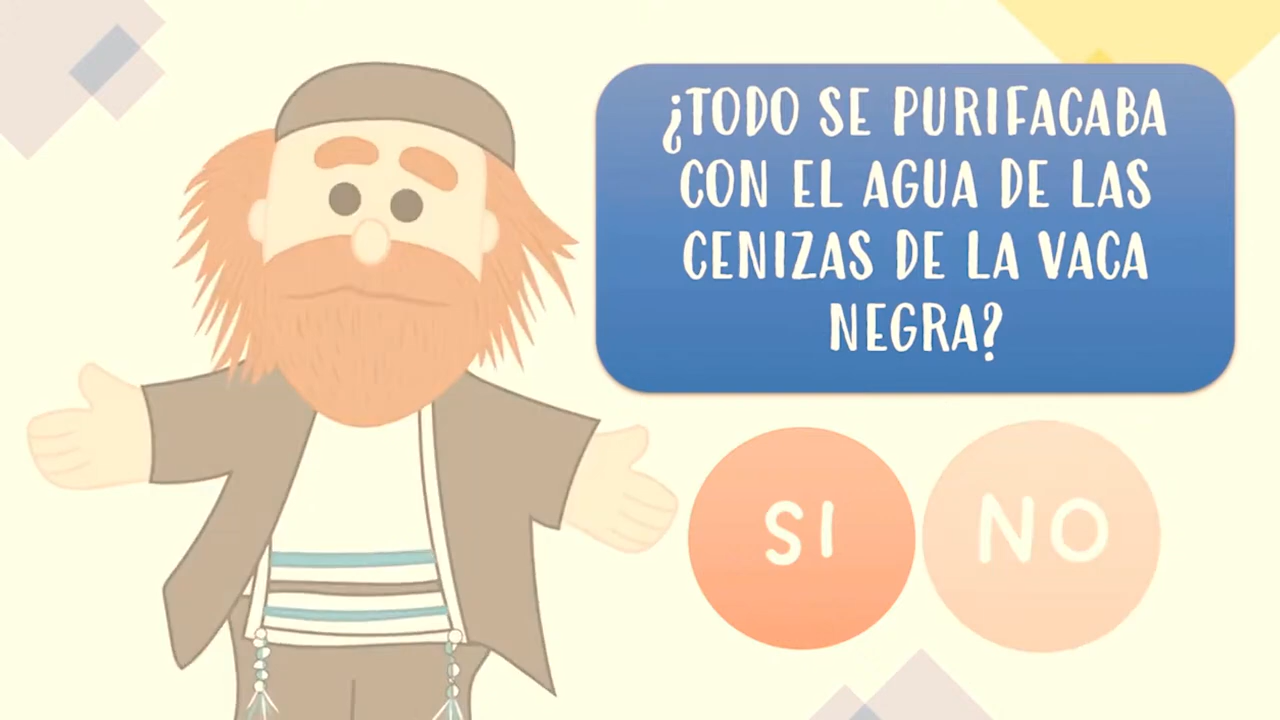 ¿TODO SE PURIFACABA
CON EL AGUA DE LAS
CENIZAS DE LA VACA
NEGRA?
SI NO